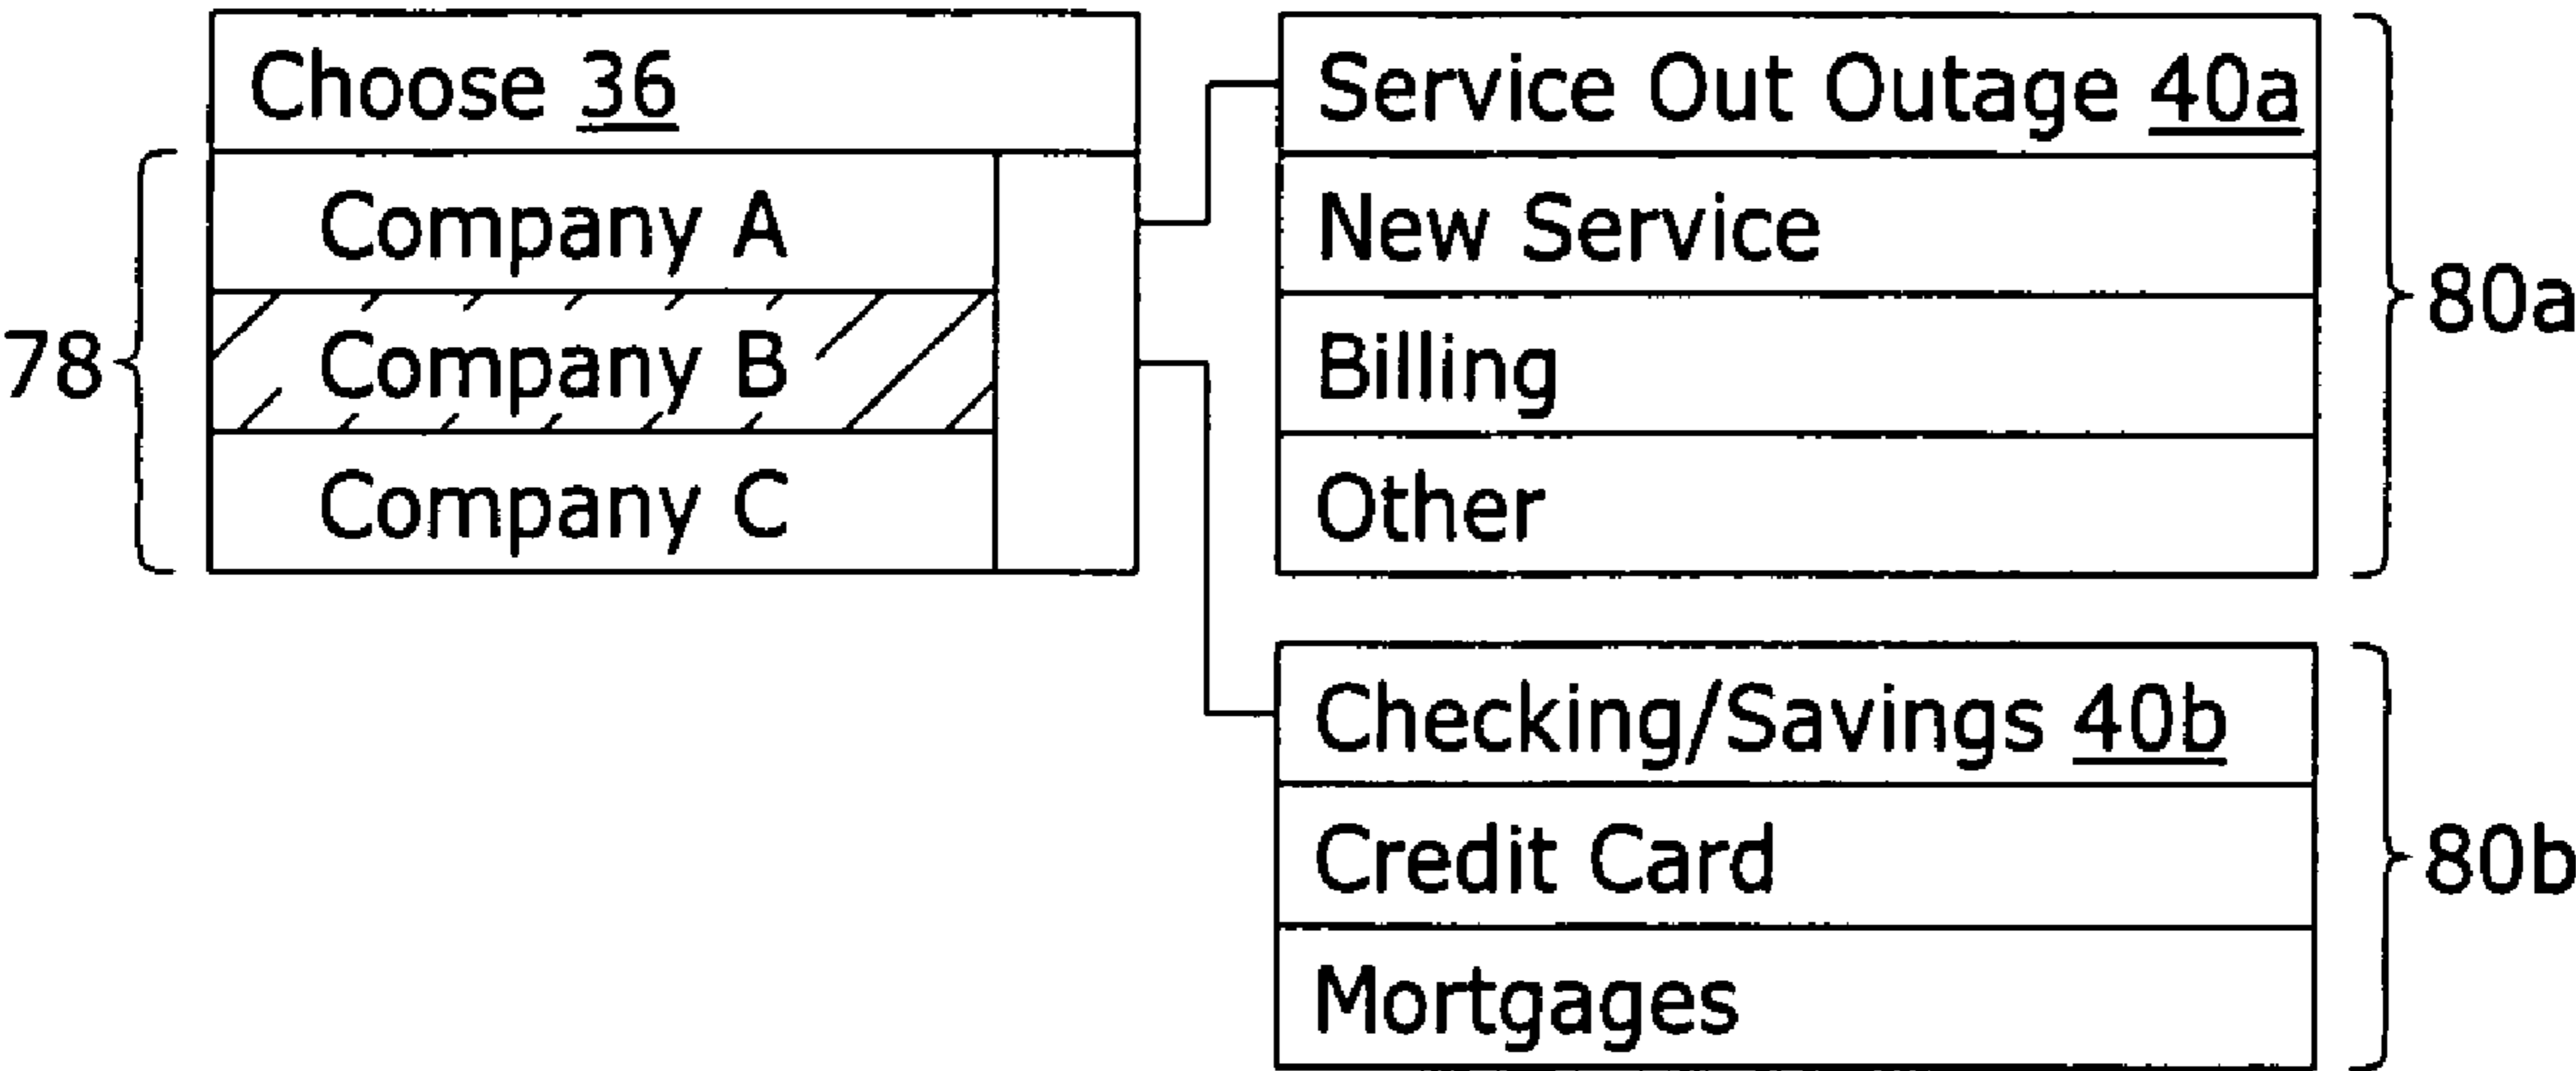 Choose 36
78
Company A
Company B
Company C
Service Out Outage 40a
New Service
Billing
Other
80a
Checking/Savings 40b
Credit Card
Mortgages
80b